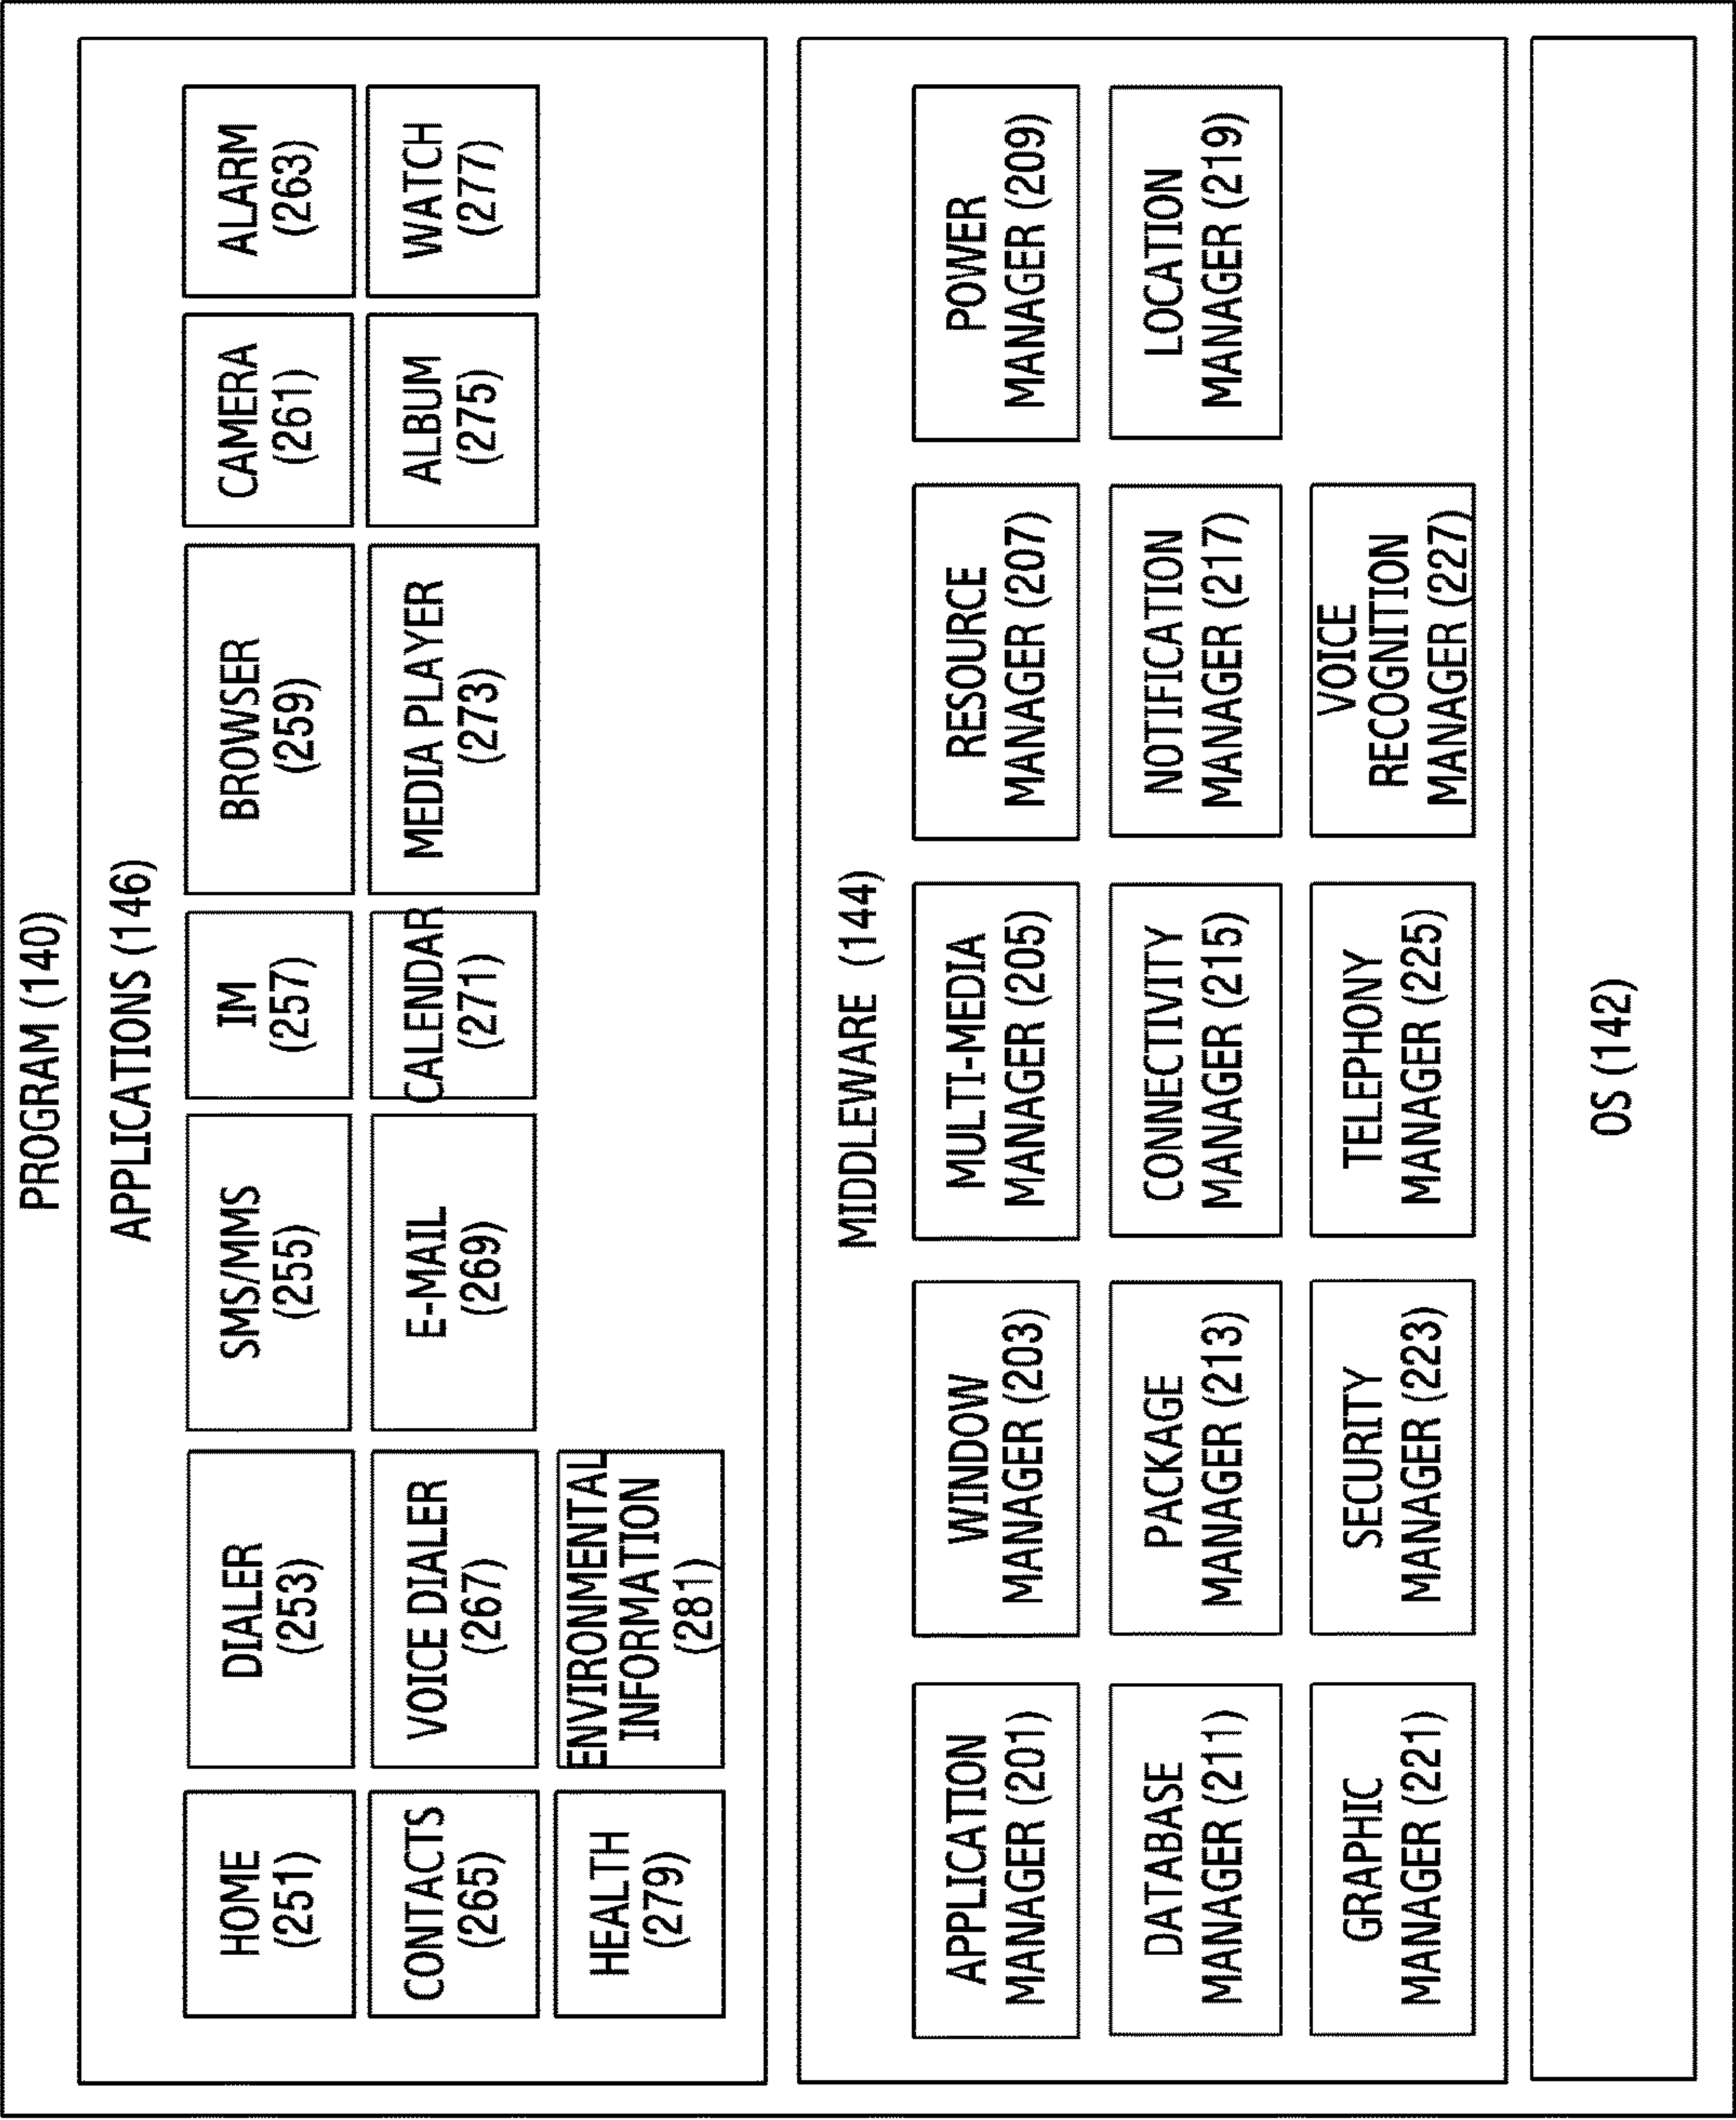 PROGRAM (140)
APPLICATIONS (146)
HOME
(251)
DIALER
(253)
SMS/MMS
(255)
IM
(257)
BROWSER
(259)
CAMERA
(261)
ALARM
(263)
CONTACTS
(265)
VOICE DIALER
(267)
E-MAIL
(269)
CALENDAR
(271)
MEDIA PLAYER
(273)
ALBUM
(275)
WATCH
(277)
HEALTH
(279)
ENVIRONMENTAL
INFORMATION
(281)
MIDDLEWARE (144)
APPLICATION
MANAGER (201)
WINDOW
MANAGER (203)
MULTI-MEDIA
MANAGER (205)
RESOURCE
MANAGER (207)
POWER
MANAGER (209)
DATABASE
MANAGER (211)
PACKAGE
MANAGER (213)
CONNECTIVITY
MANAGER (215)
NOTIFICATION
MANAGER (217)
LOCATION
MANAGER (219)
GRAPHIC
MANAGER (221)
SECURITY
MANAGER (223)
TELEPHONY
MANAGER (225)
VOICE
RECOGNITION
MANAGER (227)
OS (142)